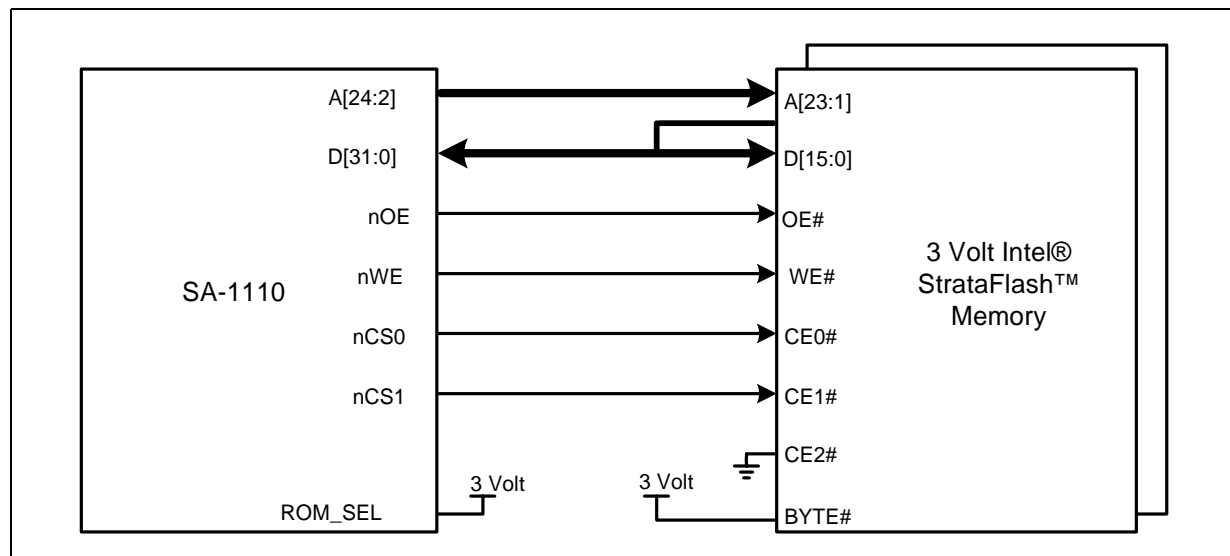 A[24:2]
D[31:0]
nOE
nWE
SA-1110
nCS0
nCS1
3 Volt
ROM_SEL
A[23:1]
D[15:0]
OE#
3 Volt Intel®
StrataFlash™
Memory
WE#
CE0#
CE1#
CE2#
3 Volt
BYTE#